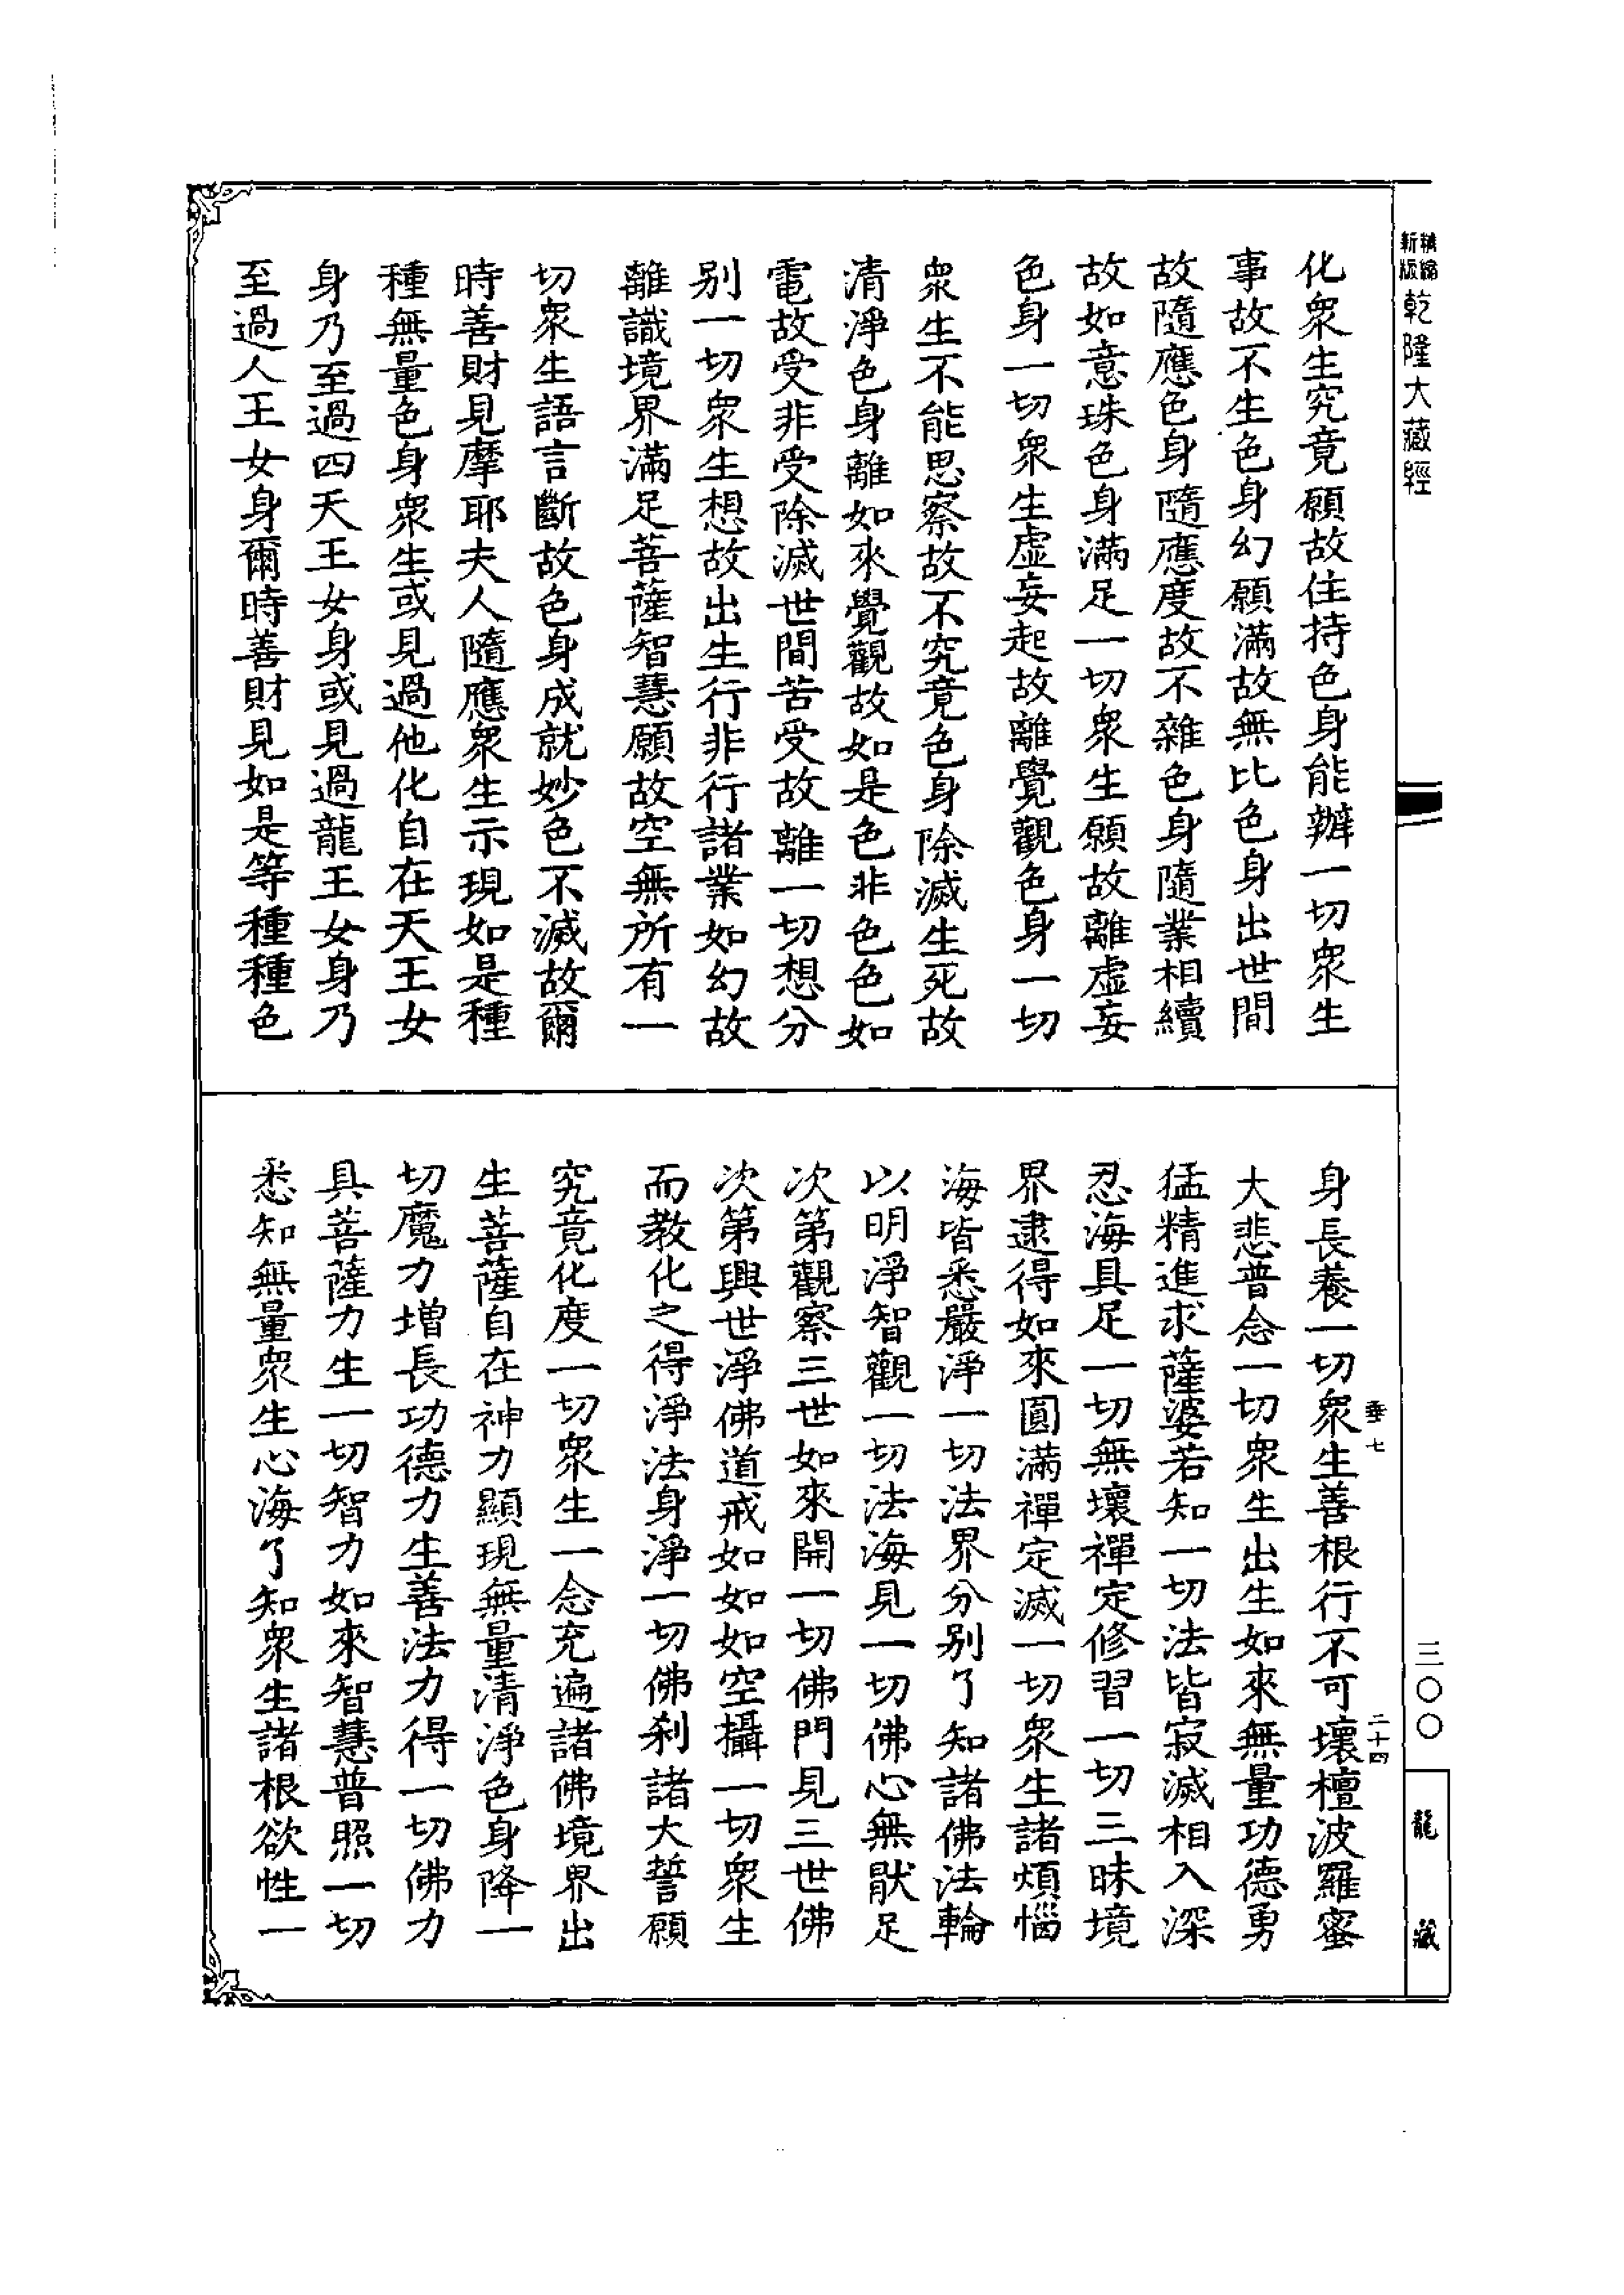 新版精縮乾隆大藏經
三〇〇
龍藏
化衆生究竟願故住持色身能辦一切衆生
事故不生色身幻願滿故無比色身出世間
故隨應色身隨應度故不雜色身隨業相續
故如意珠色身滿足一切衆生願故離虛妄
色身一切衆生虛妄起故離覺觀色身一切
衆生不能思察故不究竟色身除滅生死故
清淨色身離如來覺觀故如是色非色色如
電故受非受除滅世間苦受故離一切想分
別一切衆生想故出生行非行諸業如幻故
離識境界滿足菩薩智慧願故空無所有一
切衆生語言斷故色身成就妙色不滅故爾
時善財見摩耶夫人隨應衆生示現如是種
種無量色身衆生或見過他化自在天王女
身乃至過四天王女身或見過龍王女身乃
至過人王女身爾時善財見如是等種種色
垂七
二十四
身長養一切衆生善根行不可壞檀波羅蜜
大悲普念一切衆生出生如來無量功德勇
猛精進求薩婆若知一切法皆寂滅相入深
忍海具足一切無壞禪定修習一切三昧境
界逮得如來圓滿禪定滅一切衆生諸煩惱
海皆悉嚴淨一切法界分別了知諸佛法輪
以明淨智觀一切法海見一切佛心無猒足
次第觀察三世如來開一切佛門見三世佛
次第興世淨佛道戒如如如空攝一切衆生
而教化之得淨法身淨一切佛刹諸大誓願
究竟化度一切衆生一念充遍諸佛境界出
生菩薩自在神力顯現無量清淨色身降一
切魔力增長功德力生善法力得一切佛力
具菩薩力生一切智力如來智慧普照一切
悉知無量衆生心海了知衆生諸根欲性一